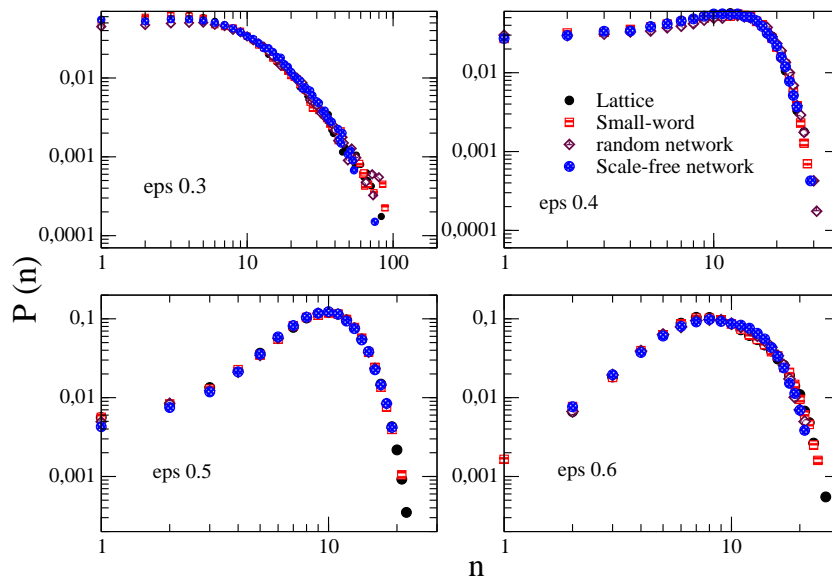 0,01
0,001
0,0001
1
10
100
eps 0.3
0,01
0,001
0,0001
1
10
Lattice
Small-word
random network
Scale-free network
eps 0.4
P (n)
0.1
0,01
0,001
1
10
eps 0.5
0.1
0,01
0,001
1
10
eps 0.6
n